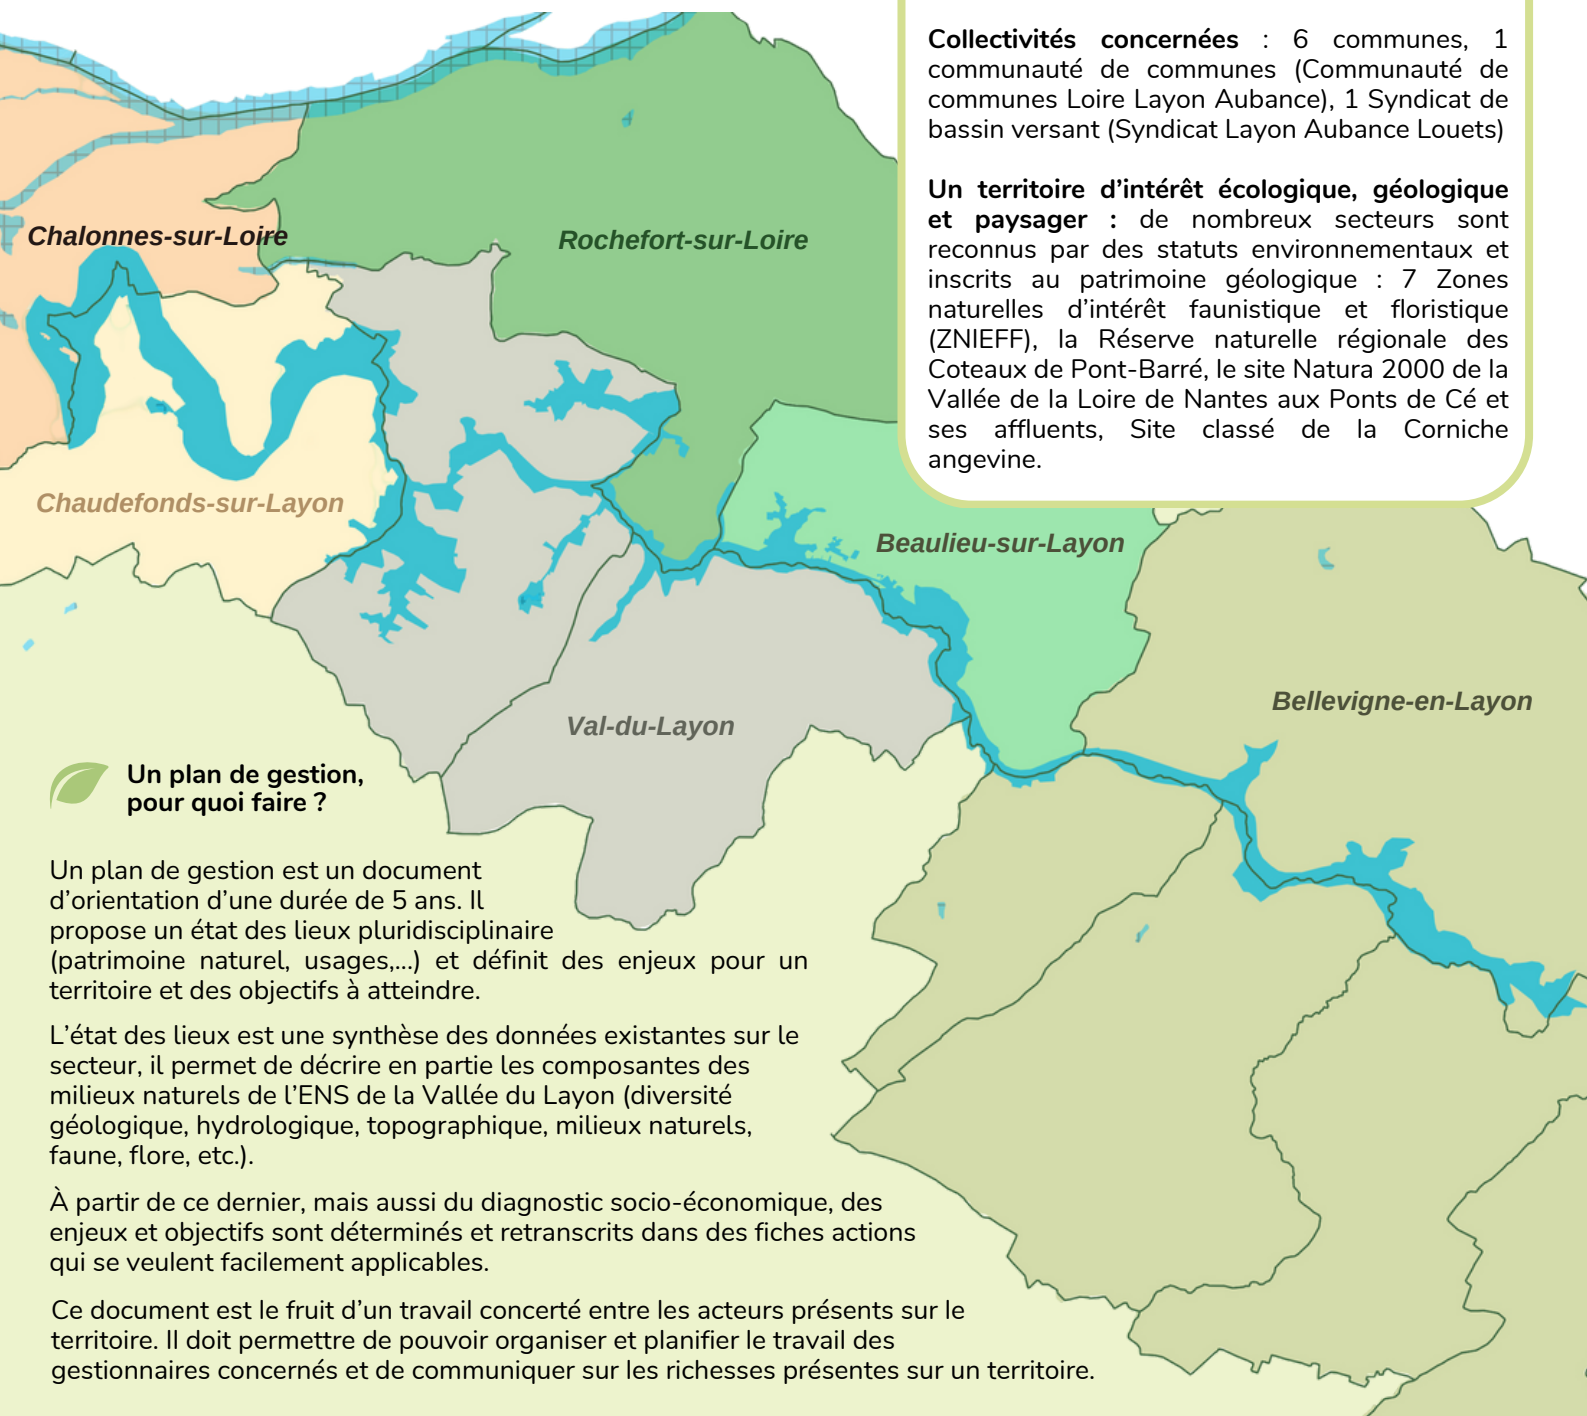 Collectivités concernées : 6 communes, 1
communauté de communes (Communauté de
communes Loire Layon Aubance), 1 Syndicat de
bassin versant (Syndicat Layon Aubance Louets)
Un territoire d’intérêt écologique, géologique
et paysager : de nombreux secteurs sont
reconnus par des statuts environnementaux et
inscrits au patrimoine géologique : 7 Zones
naturelles d’intérêt faunistique et floristique
(ZNIEFF), la Réserve naturelle régionale des
Coteaux de Pont-Barré, le site Natura 2000 de la
Vallée de la Loire de Nantes aux Ponts de Cé et
ses affluents, Site classé de la Corniche
angevine.
Chalonnes-sur-Loire
Rochefort-sur-Loire
Chaudefonds-sur-Layon
Beaulieu-sur-Layon
Bellevigne-en-Layon
Val-du-Layon
Un plan de gestion,
pour quoi faire ?
Un plan de gestion est un document
d’orientation d’une durée de 5 ans. Il
propose un état des lieux pluridisciplinaire
(patrimoine naturel, usages,...) et définit des enjeux pour un
territoire et des objectifs à atteindre.
L’état des lieux est une synthèse des données existantes sur le
secteur, il permet de décrire en partie les composantes des
milieux naturels de l’ENS de la Vallée du Layon (diversité
géologique, hydrologique, topographique, milieux naturels,
faune, flore, etc.).
À partir de ce dernier, mais aussi du diagnostic socio-économique, des
enjeux et objectifs sont déterminés et retranscrits dans des fiches actions
qui se veulent facilement applicables.
Ce document est le fruit d’un travail concerté entre les acteurs présents sur le
territoire. Il doit permettre de pouvoir organiser et planifier le travail des
gestionnaires concernés et de communiquer sur les richesses présentes sur un territoire.